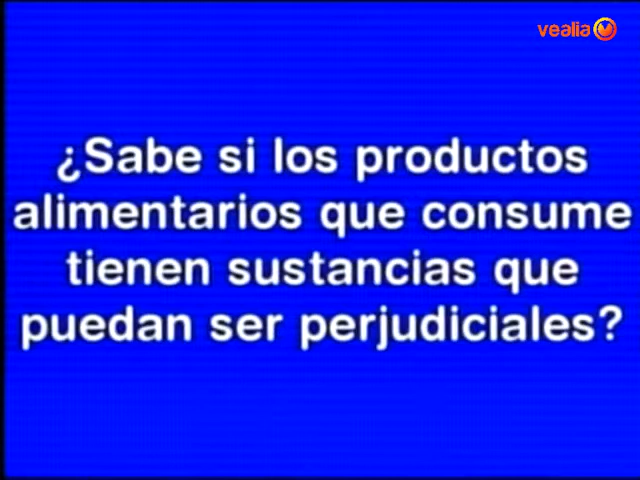 vealia
¿Sabe si los productos
alimentarios que consume
tienen sustancias que
puedan ser perjudiciales?